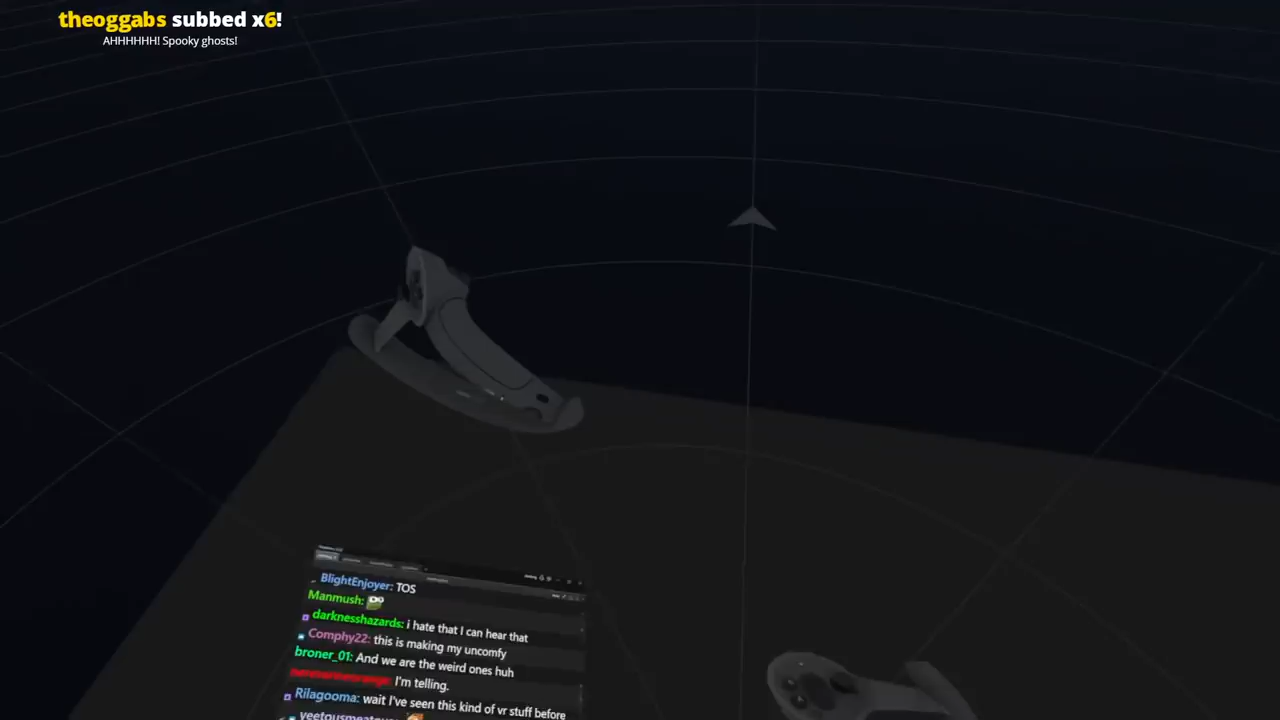 theoggabs subbed x6!
AHHHHHH! Spooky ghosts!
BlightEnjoyer: TOS
Manmush:
darknesshazards: i hate that I can hear that
Comphy22: this is making my uncomfy
broner_01: And we are the weird ones huh
I'm telling.
Rilagooma: wait I've seen this kind of vr stuff before